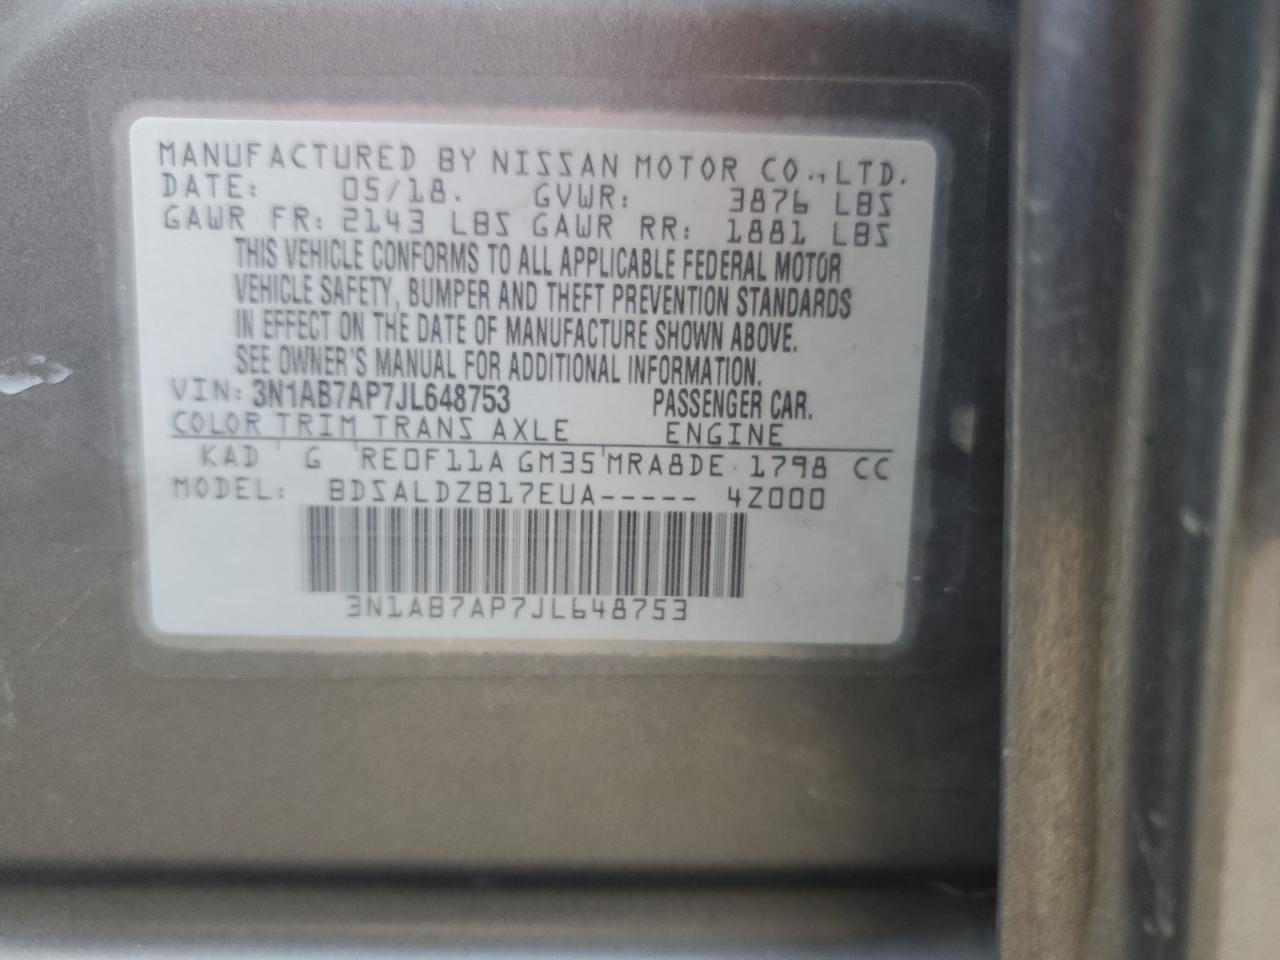 MANUFACTURED BY NISSAN MOTOR CO., LTD.
DATE: 05/18. GVWR: 3876 LBS
GAWR FR: 2143 LBS GAWR RR: 1881 LBS
THIS VEHICLE CONFORMS TO ALL APPLICABLE FEDERAL MOTOR
VEHICLE SAFETY, BUMPER AND THEFT PREVENTION STANDARDS
IN EFFECT ON THE DATE OF MANUFACTURE SHOWN ABOVE.
SEE OWNER'S MANUAL FOR ADDITIONAL INFORMATION.
VIN: 3N1AB7AP7JL648753 PASSENGER CAR.
COLOR TRIM TRANS AXLE ENGINE
KAD G RE0F11A GM35 MRA8DE 1798 CC
MODEL: BDSALDZB17EUA----- 4Z000
3N1AB7AP7JL648753